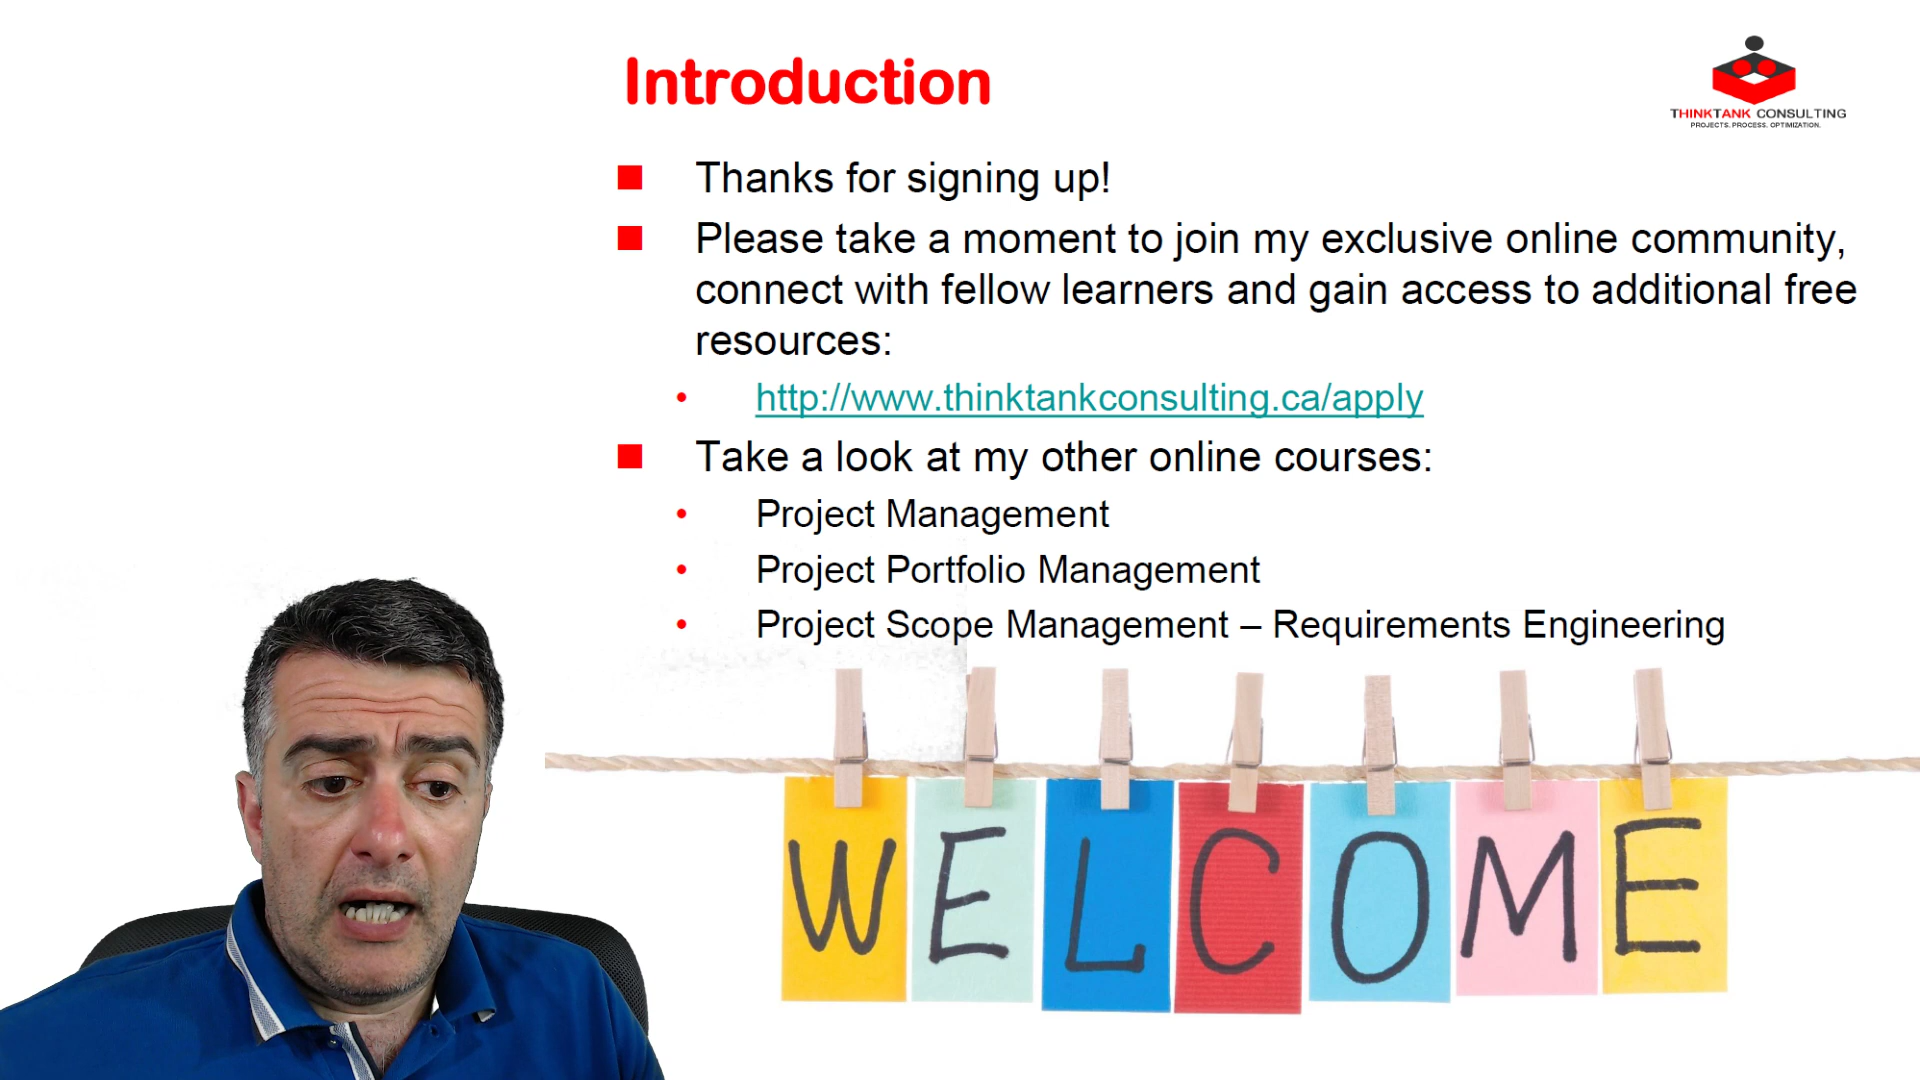 Introduction
THINKTANK CONSULTING
PROJECTS. PROCESS. OPTIMIZATION.
Thanks for signing up!
Please take a moment to join my exclusive online community,
connect with fellow learners and gain access to additional free
resources:
http://www.thinktankconsulting.ca/apply
Take a look at my other online courses:
Project Management
Project Portfolio Management
Project Scope Management – Requirements Engineering
WELCOME